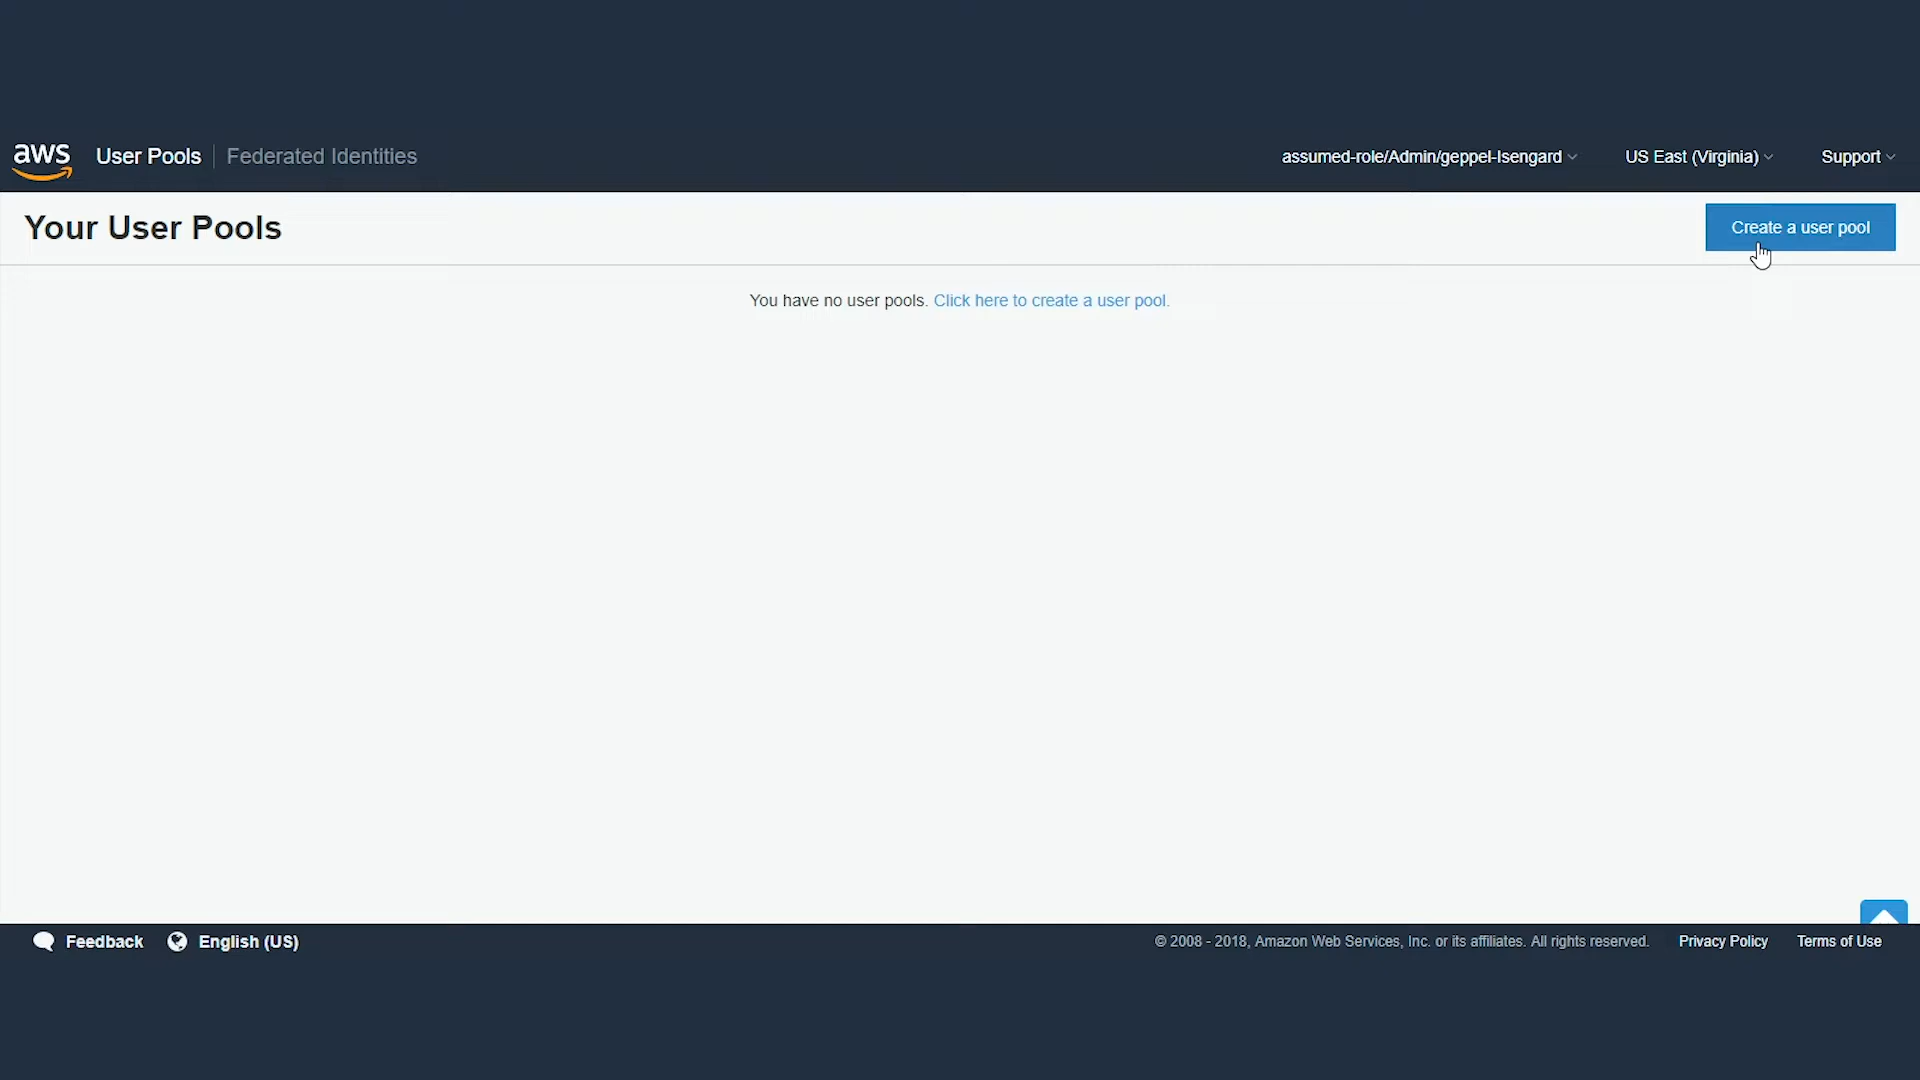 aws User Pools Federated Identities assumed-role/Admin/geppel-Isengard US East (Virginia) Support
Your User Pools Create a user pool
You have no user pools. Click here to create a user pool.
Feedback English (US) © 2008 - 2018, Amazon Web Services, Inc. or its affiliates. All rights reserved. Privacy Policy Terms of Use